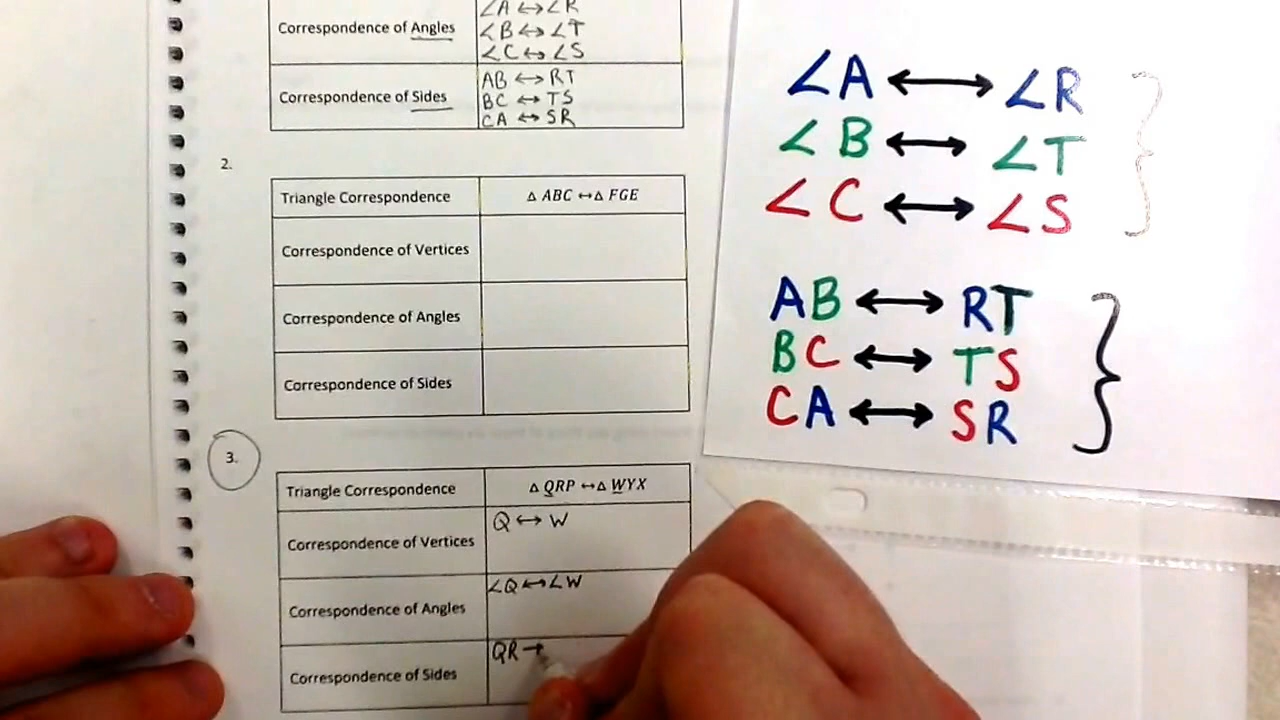 ∠A ↔ ∠R
Correspondence of Angles
∠B ↔ ∠T
∠C ↔ ∠S
AB ↔ RT
Correspondence of Sides
BC ↔ TS
CA ↔ SR
2.
Triangle Correspondence
△ ABC ↔ △ FGE
Correspondence of Vertices
Correspondence of Angles
Correspondence of Sides
3.
Triangle Correspondence
△ QRP ↔ △ WYX
Correspondence of Vertices
Q ↔ W
Correspondence of Angles
∠Q ↔ ∠W
Correspondence of Sides
QR →
∠A ↔ ∠R
∠B ↔ ∠T
∠C ↔ ∠S
AB ↔ RT
BC ↔ TS
CA ↔ SR